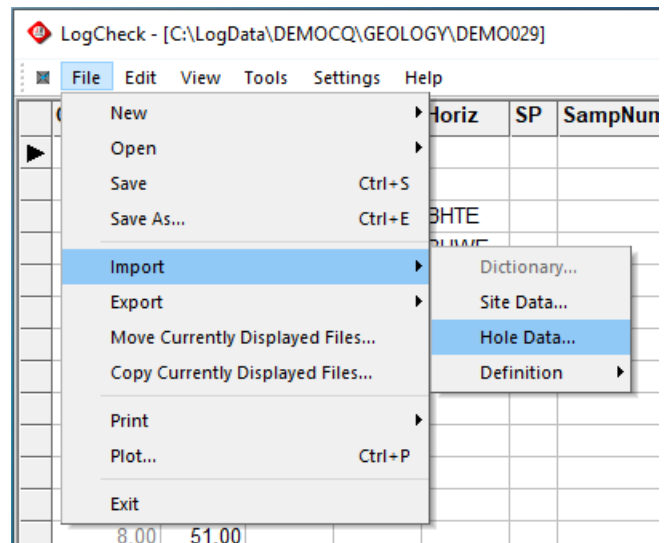 LogCheck - [C:\LogData\DEMOCQ\GEOLOGY\DEMO029]
File Edit View Tools Settings Help
Horiz SP SampNum
New
Open
Save Ctrl+S
Save As... Ctrl+E
BHTE
Import
Dictionary...
Export
Site Data...
Move Currently Displayed Files...
Hole Data...
Copy Currently Displayed Files...
Definition
Print
Plot... Ctrl+P
Exit
8.00 51.00